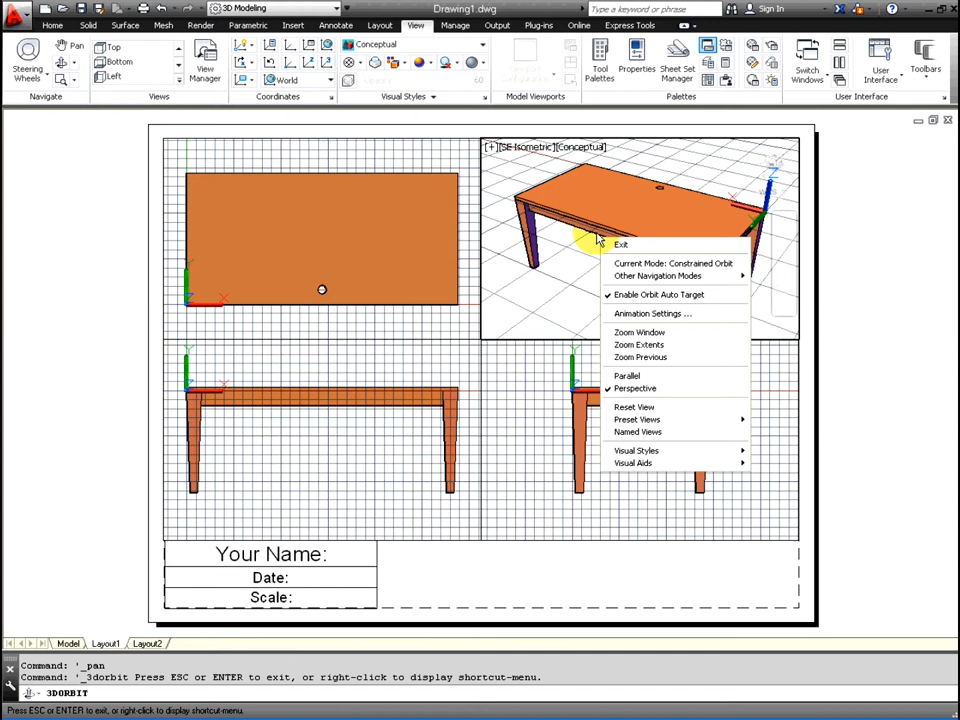 3D Modeling
Drawing1.dwg
Type a keyword or phrase
Sign In
Home Solid Surface Mesh Render Parametric Insert Annotate Layout View Manage Output Plug-ins Online Express Tools
Steering Wheels
Pan
Top
Bottom
Left
View Manager
World
Conceptual
60
Tool Palettes
Properties
Sheet Set Manager
Switch Windows
User Interface
Toolbars
Navigate Views Coordinates Visual Styles Model Viewports Palettes User Interface
[+][SE Isometric][Conceptual]
Z
X
Y
X
Z
Exit
Current Mode: Constrained Orbit
Other Navigation Modes
Enable Orbit Auto Target
Animation Settings ...
Zoom Window
Zoom Extents
Zoom Previous
Parallel
Perspective
Reset View
Preset Views
Named Views
Visual Styles
Visual Aids
Y
X
Z
Y
Z
Your Name:
Date:
Scale:
Model Layout1 Layout2
Command: '_pan
Command: '_3dorbit Press ESC or ENTER to exit, or right-click to display shortcut-menu.
3DORBIT
Press ESC or ENTER to exit, or right-click to display shortcut-menu.